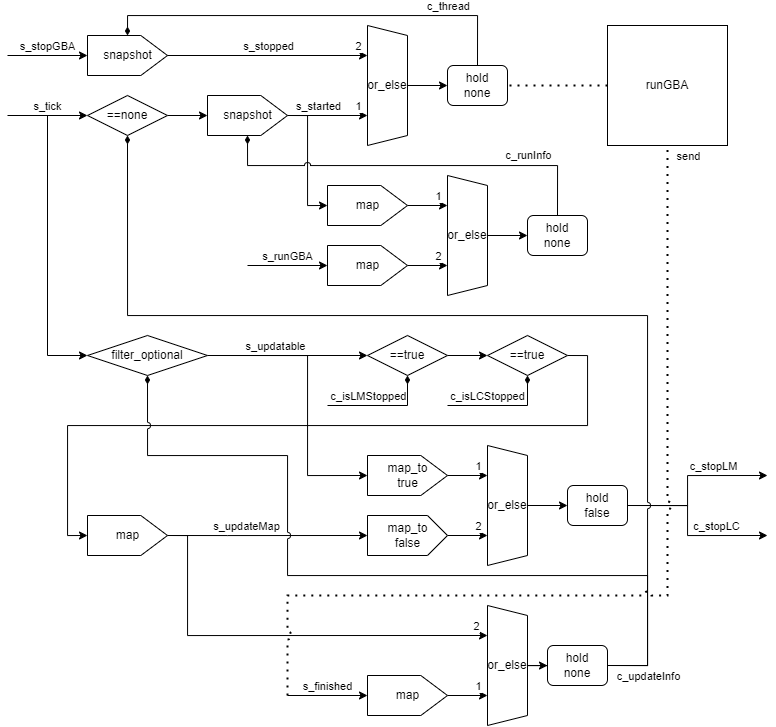 c_thread
s_stopGBA
snapshot
s_stopped
2
or_else
hold
none
runGBA
s_tick
==none
snapshot
s_started
1
send
c_runInfo
map
1
or_else
hold
none
s_runGBA
map
2
filter_optional
s_updatable
==true
==true
c_isLMStopped
c_isLCStopped
map_to
true
1
or_else
hold
false
c_stopLM
map
s_updateMap
map_to
false
2
c_stopLC
2
or_else
hold
none
s_finished
map
1
c_updateInfo